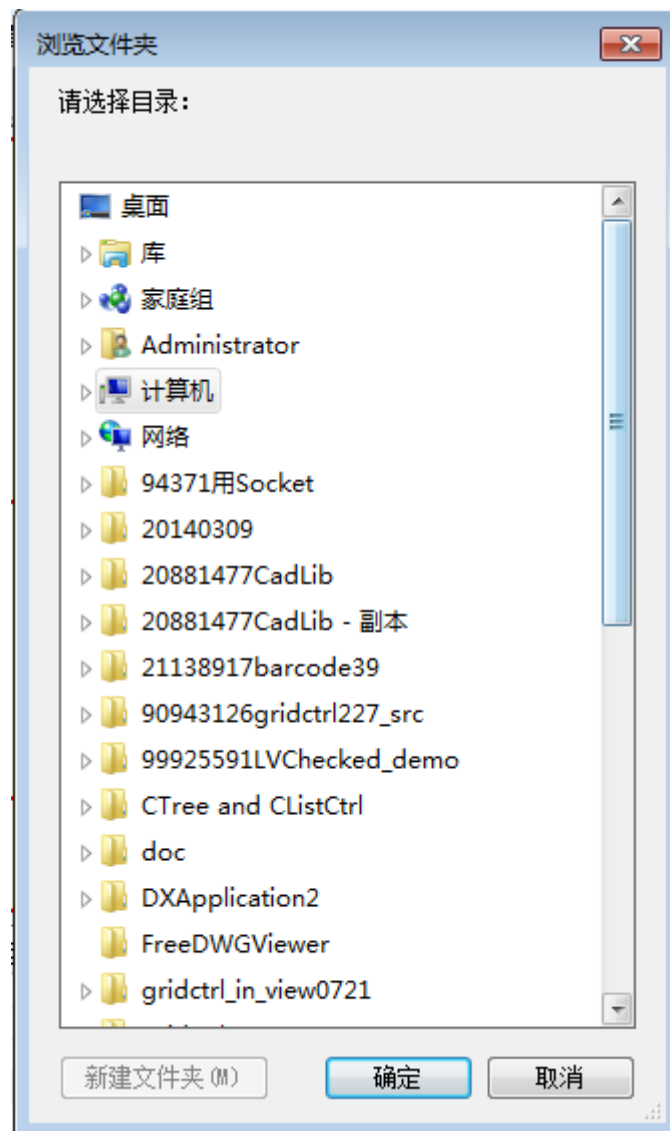 浏览文件夹
请选择目录:
桌面
库
家庭组
Administrator
计算机
网络
94371用Socket
20140309
20881477CadLib
20881477CadLib - 副本
21138917barcode39
90943126gridctrl227_src
99925591LVChecked_demo
CTree and CListCtrl
doc
DXApplication2
FreeDWGViewer
gridctrl_in_view0721
新建文件夹(M) 确定 取消